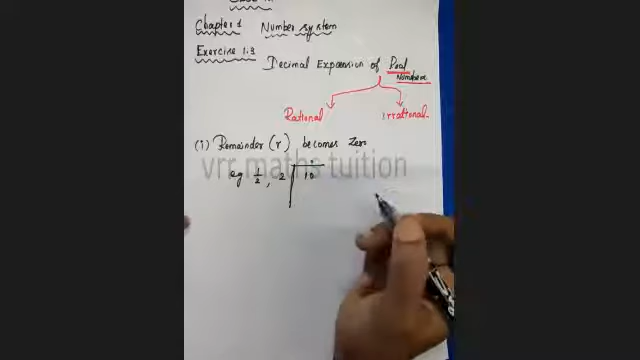 Chapter 1 Number system
Exercise 1.3
Decimal Expansion of Real Numbers
Rational Irrational
(i) Remainder (r) becomes Zero
vrr maths tuition
eg 1/2, 2 | 10